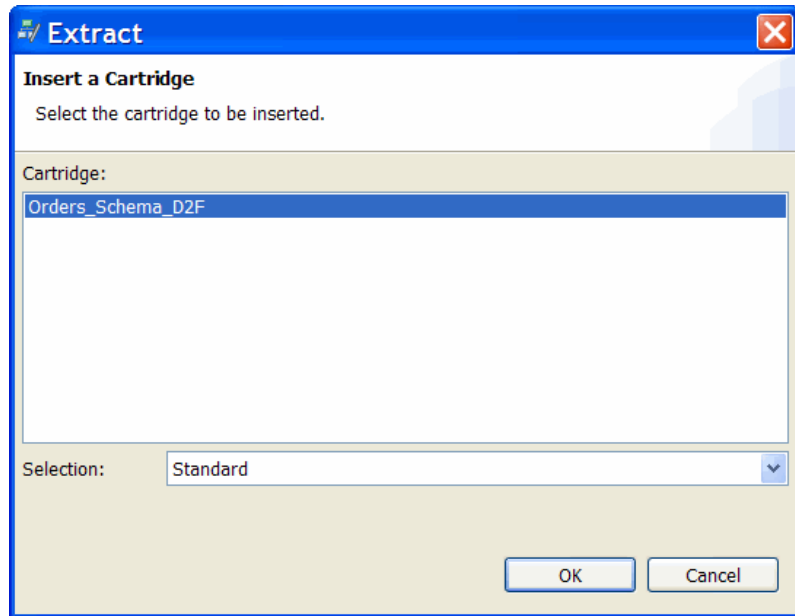 Extract
Insert a Cartridge
Select the cartridge to be inserted.
Cartridge:
Orders_Schema_D2F
Selection: Standard
OK Cancel